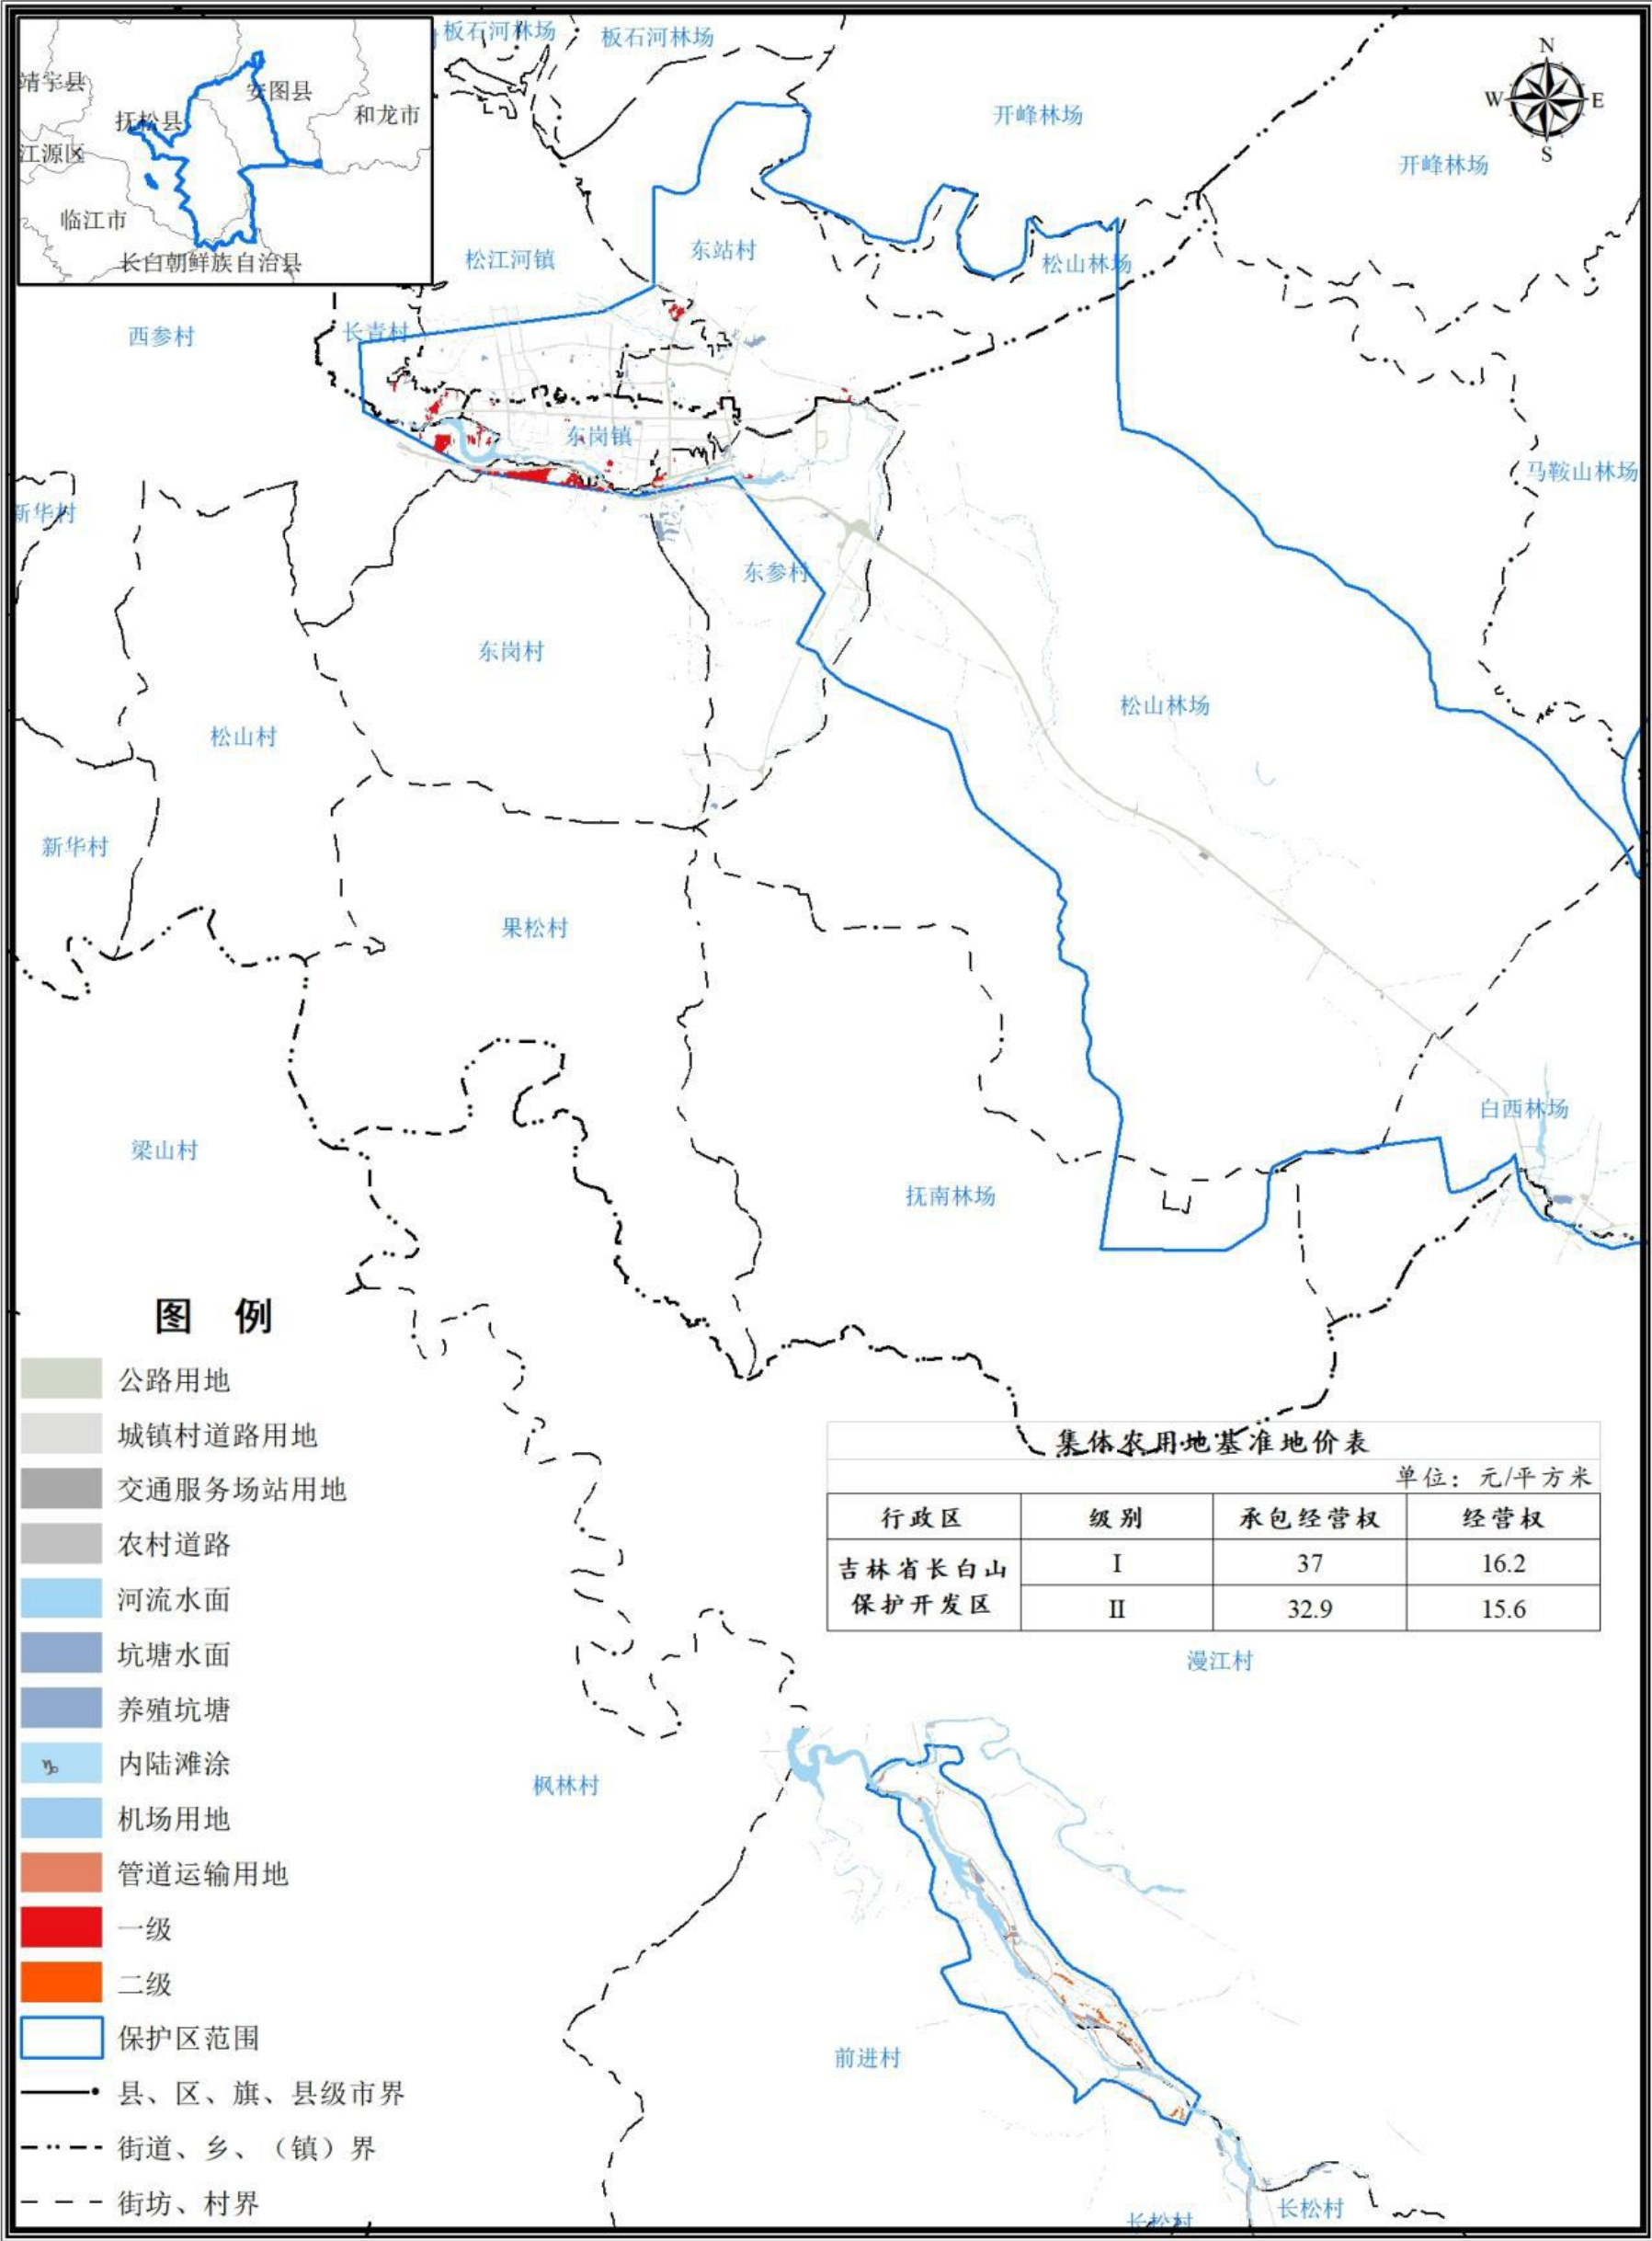 板石河林场
板石河林场
靖宇县
安图县
和龙市
抚松县
江源区
临江市
长白朝鲜族自治县
N
W
E
S
开峰林场
开峰林场
松江河镇
东站村
松山林场
西参村
长青村
东岗镇
马鞍山林场
新华村
东参村
东岗村
松山林场
松山村
新华村
果松村
白西林场
梁山村
抚南林场
图 例
公路用地
城镇村道路用地
交通服务场站用地
农村道路
河流水面
坑塘水面
养殖坑塘
内陆滩涂
机场用地
管道运输用地
一级
二级
保护区范围
县、区、旗、县级市界
街道、乡、（镇）界
街坊、村界
集体农用地基准地价表
单位：元/平方米
行政区 级别 承包经营权 经营权
吉林省长白山保护开发区 I 37 16.2
II 32.9 15.6
漫江村
枫林村
前进村
长松村
长松村